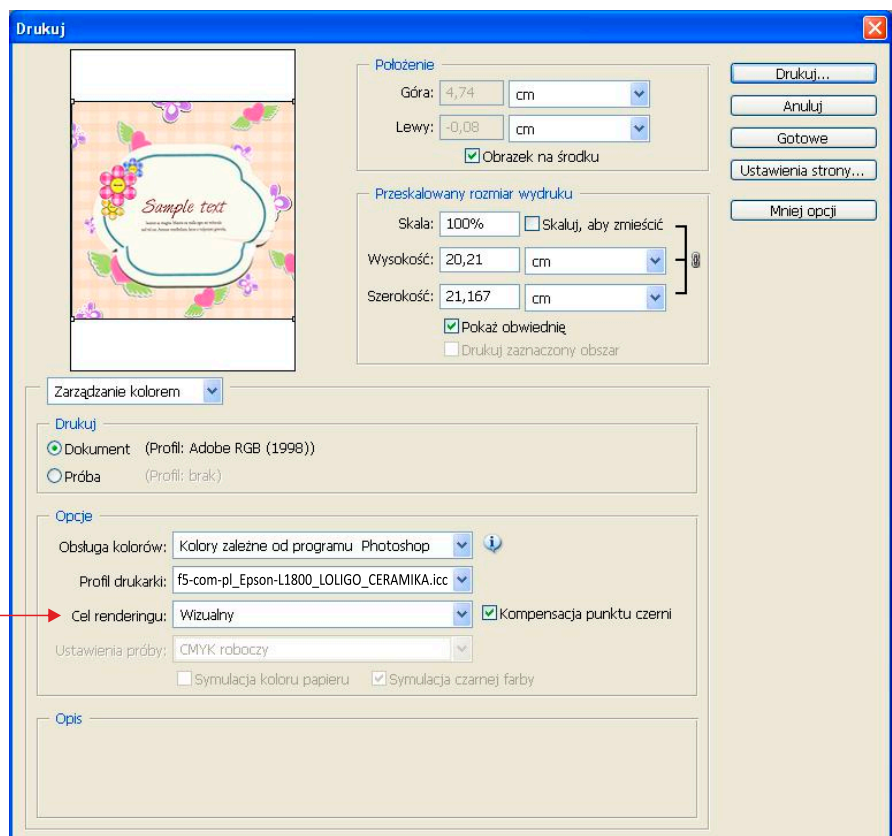 Drukuj
Sample text
Położenie
Góra: 4,74 cm
Lewy: -0,08 cm
Obrazek na środku
Przeskalowany rozmiar wydruku
Skala: 100% Skaluj, aby zmieścić
Wysokość: 20,21 cm
Szerokość: 21,167 cm
Pokaż obwiednię
Drukuj zaznaczony obszar
Drukuj...
Anuluj
Gotowe
Ustawienia strony...
Mniej opcji
Zarządzanie kolorem
Drukuj
Dokument (Profil: Adobe RGB (1998))
Próba (Profil: brak)
Opcje
Obsługa kolorów: Kolory zależne od programu Photoshop
Profil drukarki: f5-com-pl_Epson-L1800_LOLIGO_CERAMIKA.icc
Cel renderingu: Wizualny Kompensacja punktu czerni
Ustawienia próby: CMYK roboczy
Symulacja koloru papieru Symulacja czarnej farby
Opis